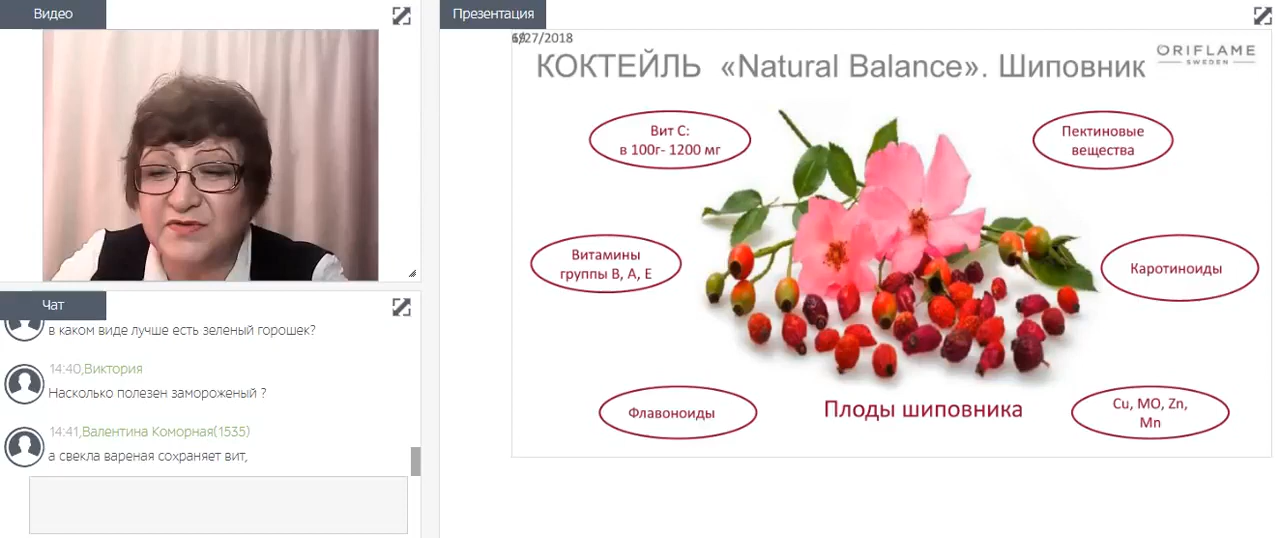 Видео
Презентация
6/27/2018
КОКТЕЙЛЬ «Natural Balance». Шиповник
ORIFLAME
SWEDEN
Вит С:
в 100г- 1200 мг
Пектиновые
вещества
Витамины
группы В, А, Е
Каротиноиды
Флавоноиды
Плоды шиповника
Cu, MO, Zn,
Mn
Чат
в каком виде лучше есть зеленый горошек?
14:40,Виктория
Насколько полезен замороженый ?
14:41,Валентина Коморная(1535)
а свекла вареная сохраняет вит,